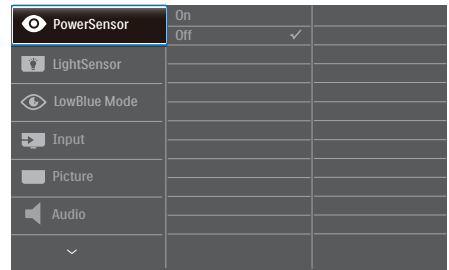 PowerSensor
On
Off
LightSensor
LowBlue Mode
Input
Picture
Audio